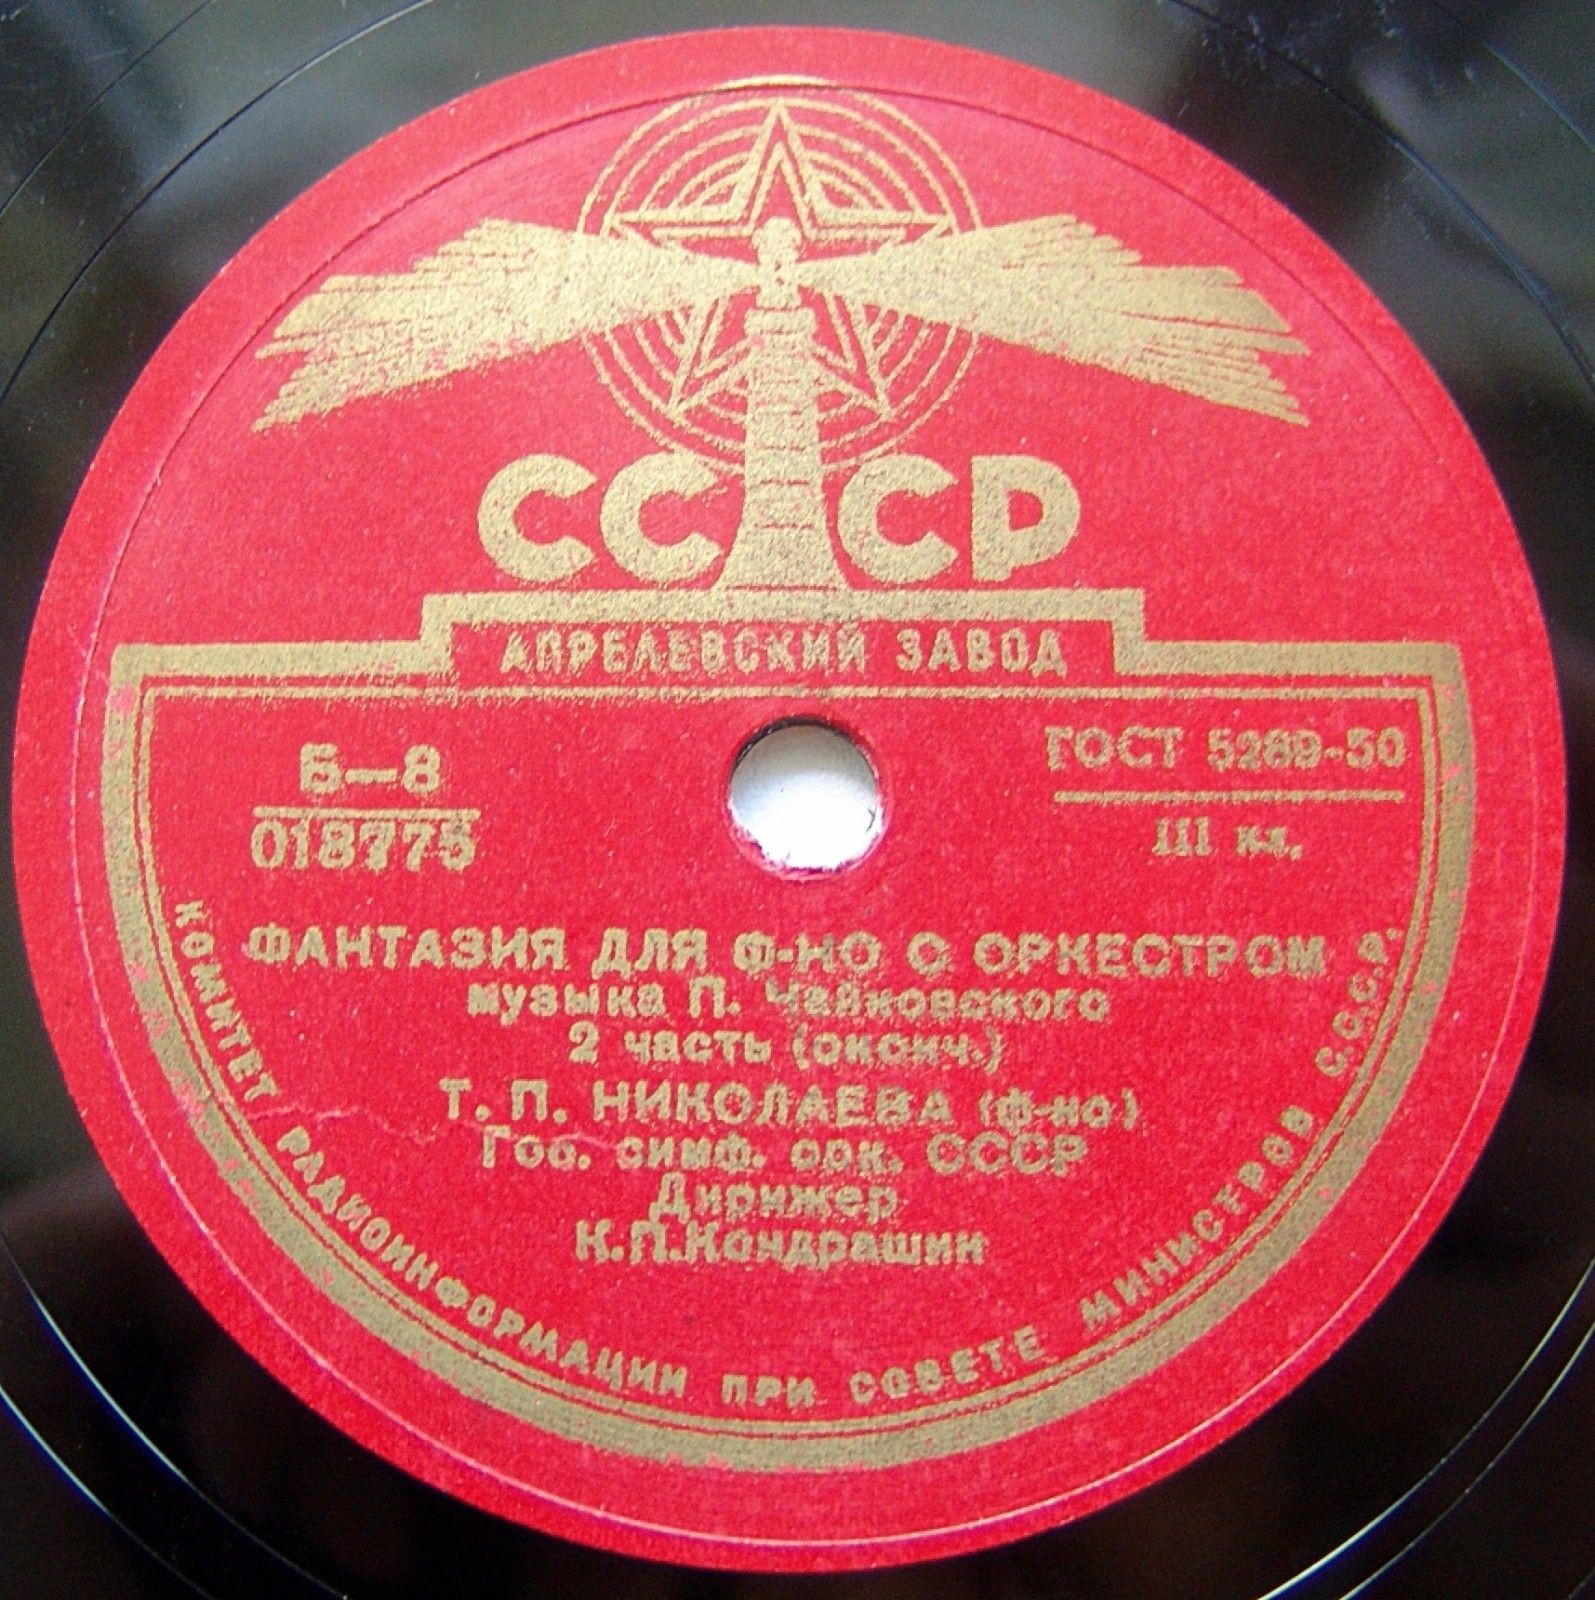 СССР
АПРЕЛЕВСКИЙ ЗАВОД
Б—8
018775
ГОСТ 5289-50
III кл.
ФАНТАЗИЯ ДЛЯ Ф-НО С ОРКЕСТРОМ
музыка П. Чайковского
2 часть (оконч.)
Т. П. НИКОЛАЕВА (ф-но)
Гос. симф. орк. СССР
Дирижер
К.П.Кондрашин
КОМИТЕТ РАДИОИНФОРМАЦИИ ПРИ СОВЕТЕ МИНИСТРОВ С.С.С.Р.